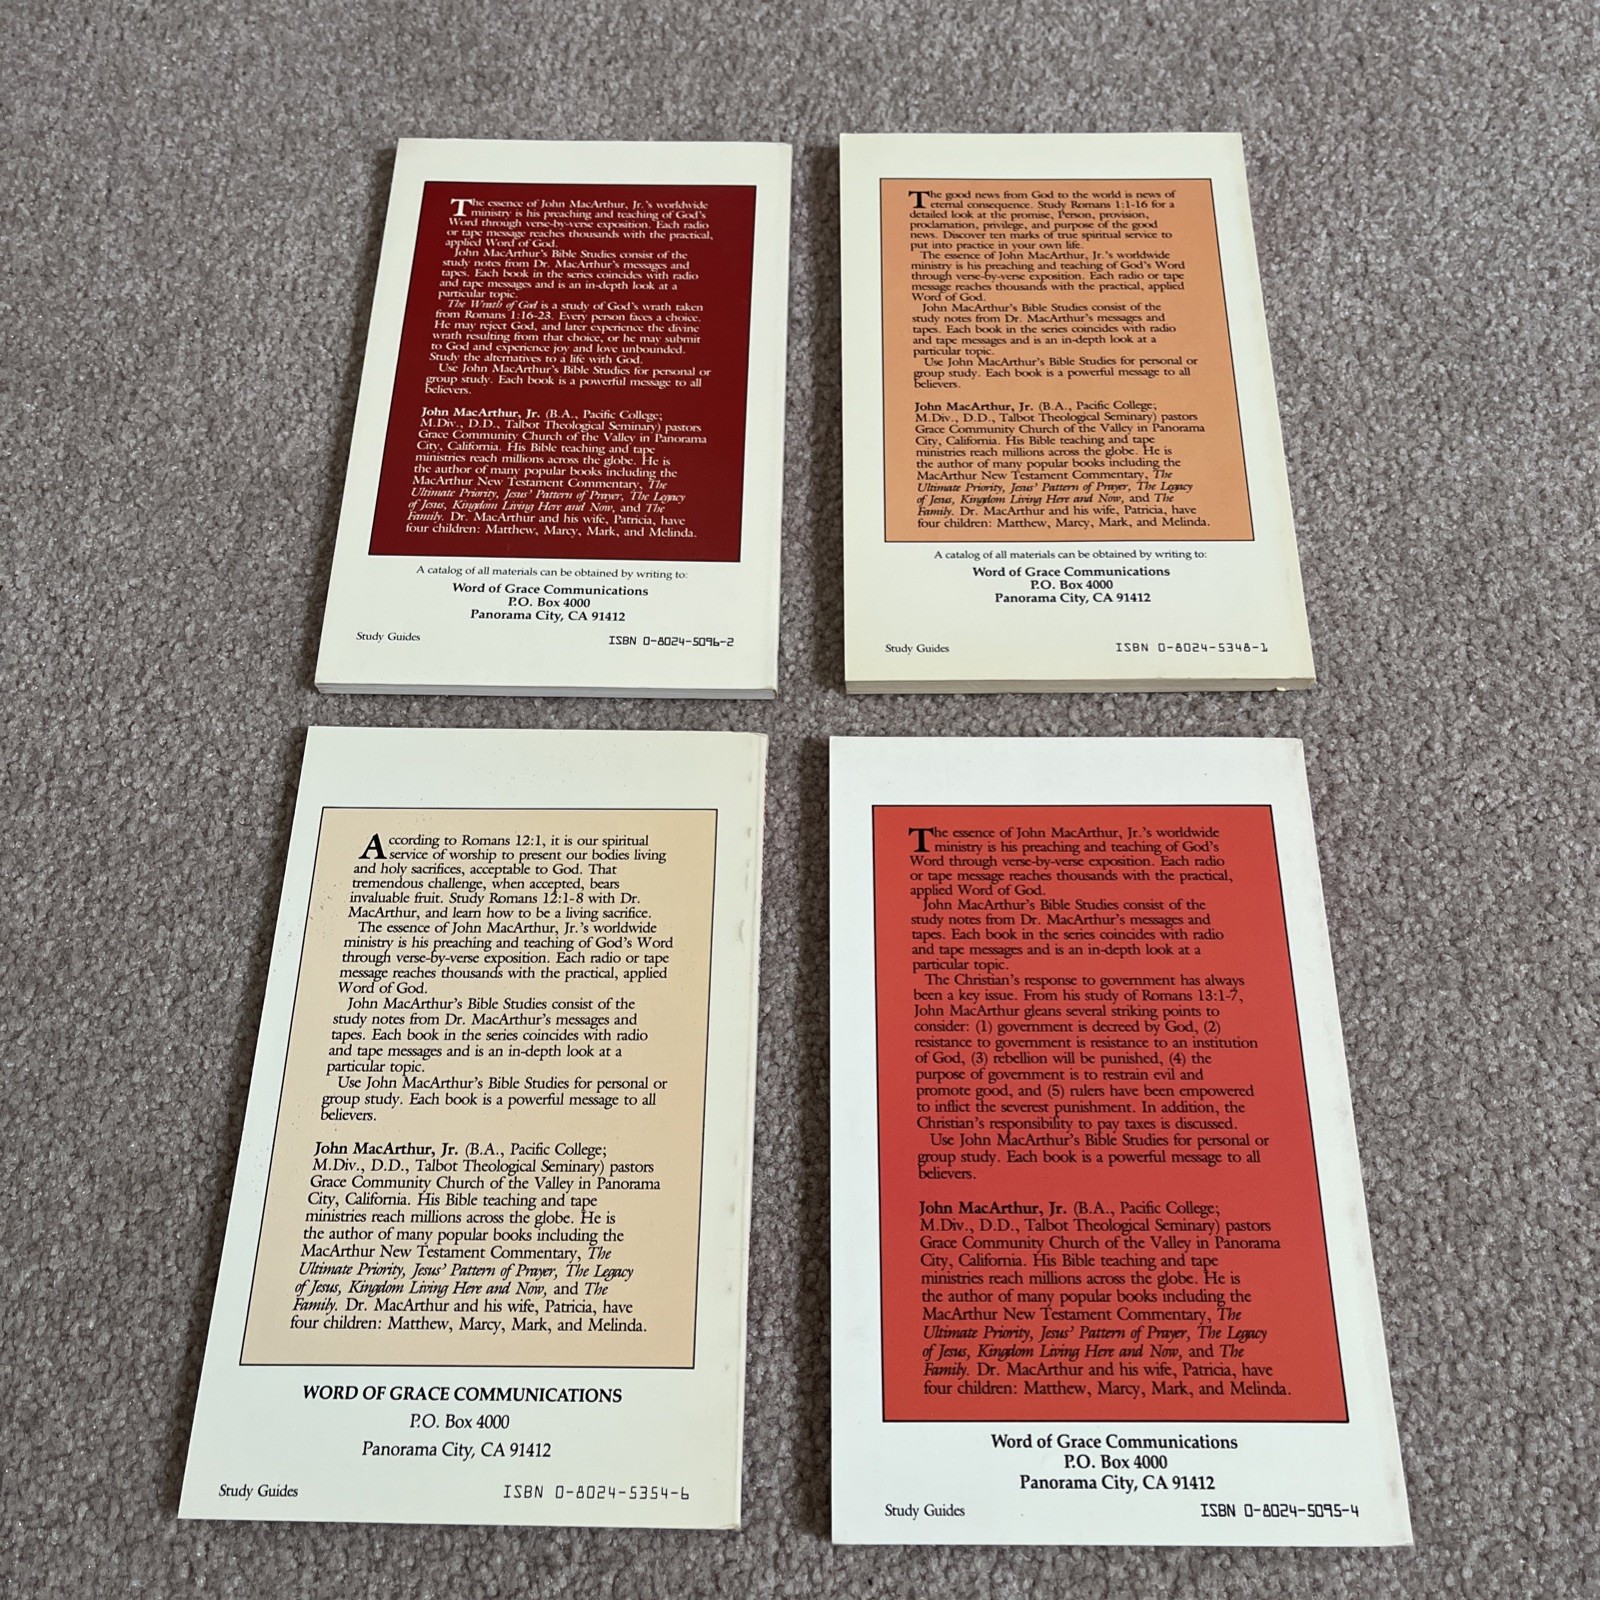 The essence of John MacArthur, Jr.'s worldwide
ministry is his preaching and teaching of God's
Word through verse-by-verse exposition. Each radio
or tape message reaches thousands with the practical,
applied Word of God.
John MacArthur's Bible Studies consist of the
study notes from Dr. MacArthur's messages and
tapes. Each book in the series coincides with radio
and tape messages and is an in-depth look at a
particular topic.
The Wrath of God is a study of God's wrath taken
from Romans 1:16-23. Every person faces a choice.
He may reject God, and later experience the divine
wrath resulting from that choice, or he may submit
to God and experience joy and love unbounded.
Study the alternatives to a life with God.
Use John MacArthur's Bible Studies for personal or
group study. Each book is a powerful message to all
believers.
John MacArthur, Jr. (B.A., Pacific College;
M.Div., D.D., Talbot Theological Seminary) pastors
Grace Community Church of the Valley in Panorama
City, California. His Bible teaching and tape
ministries reach millions across the globe. He is
the author of many popular books including the
MacArthur New Testament Commentary, The
Ultimate Priority, Jesus' Pattern of Prayer, The Legacy
of Jesus, Kingdom Living Here and Now, and The
Family. Dr. MacArthur and his wife, Patricia, have
four children: Matthew, Marcy, Mark, and Melinda.
A catalog of all materials can be obtained by writing to:
Word of Grace Communications
P.O. Box 4000
Panorama City, CA 91412
Study Guides
ISBN 0-8024-5096-2
The good news from God to the world is news of
eternal consequence. Study Romans 1:1-16 for a
detailed look at the promise, Person, provision,
proclamation, privilege, and purpose of the good
news. Discover ten marks of true spiritual service to
put into practice in your own life.
The essence of John MacArthur, Jr.'s worldwide
ministry is his preaching and teaching of God's Word
through verse-by-verse exposition. Each radio or tape
message reaches thousands with the practical, applied
Word of God.
John MacArthur's Bible Studies consist of the
study notes from Dr. MacArthur's messages and
tapes. Each book in the series coincides with radio
and tape messages and is an in-depth look at a
particular topic.
Use John MacArthur's Bible Studies for personal or
group study. Each book is a powerful message to all
believers.
John MacArthur, Jr. (B.A., Pacific College;
M.Div., D.D., Talbot Theological Seminary) pastors
Grace Community Church of the Valley in Panorama
City, California. His Bible teaching and tape
ministries reach millions across the globe. He is
the author of many popular books including the
MacArthur New Testament Commentary, The
Ultimate Priority, Jesus' Pattern of Prayer, The Legacy
of Jesus, Kingdom Living Here and Now, and The
Family. Dr. MacArthur and his wife, Patricia, have
four children: Matthew, Marcy, Mark, and Melinda.
A catalog of all materials can be obtained by writing to:
Word of Grace Communications
P.O. Box 4000
Panorama City, CA 91412
Study Guides
ISBN 0-8024-5348-1
According to Romans 12:1, it is our spiritual
service of worship to present our bodies living
and holy sacrifices, acceptable to God. That
tremendous challenge, when accepted, bears
invaluable fruit. Study Romans 12:1-8 with Dr.
MacArthur, and learn how to be a living sacrifice.
The essence of John MacArthur, Jr.'s worldwide
ministry is his preaching and teaching of God's Word
through verse-by-verse exposition. Each radio or tape
message reaches thousands with the practical, applied
Word of God.
John MacArthur's Bible Studies consist of the
study notes from Dr. MacArthur's messages and
tapes. Each book in the series coincides with radio
and tape messages and is an in-depth look at a
particular topic.
Use John MacArthur's Bible Studies for personal or
group study. Each book is a powerful message to all
believers.
John MacArthur, Jr. (B.A., Pacific College;
M.Div., D.D., Talbot Theological Seminary) pastors
Grace Community Church of the Valley in Panorama
City, California. His Bible teaching and tape
ministries reach millions across the globe. He is
the author of many popular books including the
MacArthur New Testament Commentary, The
Ultimate Priority, Jesus' Pattern of Prayer, The Legacy
of Jesus, Kingdom Living Here and Now, and The
Family. Dr. MacArthur and his wife, Patricia, have
four children: Matthew, Marcy, Mark, and Melinda.
WORD OF GRACE COMMUNICATIONS
P.O. Box 4000
Panorama City, CA 91412
Study Guides
ISBN 0-8024-5354-6
The essence of John MacArthur, Jr.'s worldwide
ministry is his preaching and teaching of God's
Word through verse-by-verse exposition. Each radio
or tape message reaches thousands with the practical,
applied Word of God.
John MacArthur's Bible Studies consist of the
study notes from Dr. MacArthur's messages and
tapes. Each book in the series coincides with radio
and tape messages and is an in-depth look at a
particular topic.
The Christian's response to government has always
been a key issue. From his study of Romans 13:1-7,
John MacArthur gleans several striking points to
consider: (1) government is decreed by God, (2)
resistance to government is resistance to an institution
of God, (3) rebellion will be punished, (4) the
purpose of government is to restrain evil and
promote good, and (5) rulers have been empowered
to inflict the severest punishment. In addition, the
Christian's responsibility to pay taxes is discussed.
Use John MacArthur's Bible Studies for personal or
group study. Each book is a powerful message to all
believers.
John MacArthur, Jr. (B.A., Pacific College;
M.Div., D.D., Talbot Theological Seminary) pastors
Grace Community Church of the Valley in Panorama
City, California. His Bible teaching and tape
ministries reach millions across the globe. He is
the author of many popular books including the
MacArthur New Testament Commentary, The
Ultimate Priority, Jesus' Pattern of Prayer, The Legacy
of Jesus, Kingdom Living Here and Now, and The
Family. Dr. MacArthur and his wife, Patricia, have
four children: Matthew, Marcy, Mark, and Melinda.
Word of Grace Communications
P.O. Box 4000
Panorama City, CA 91412
Study Guides
ISBN 0-8024-5095-4